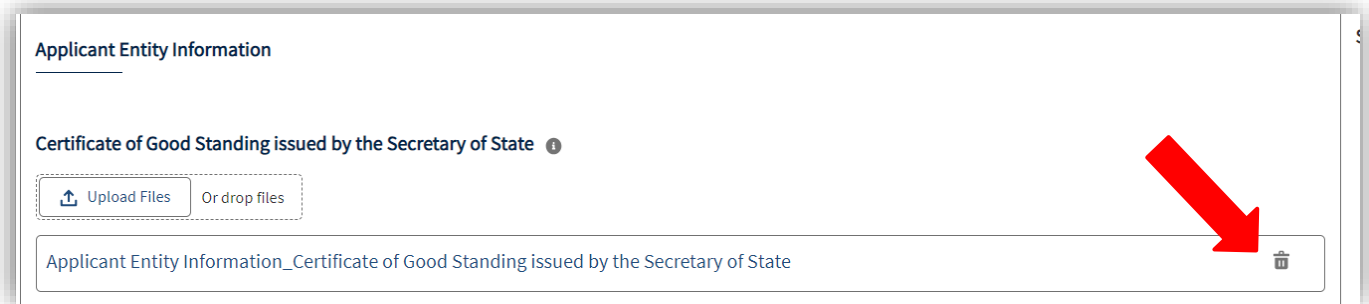 Applicant Entity Information
Certificate of Good Standing issued by the Secretary of State
Upload Files Or drop files
Applicant Entity Information_Certificate of Good Standing issued by the Secretary of State